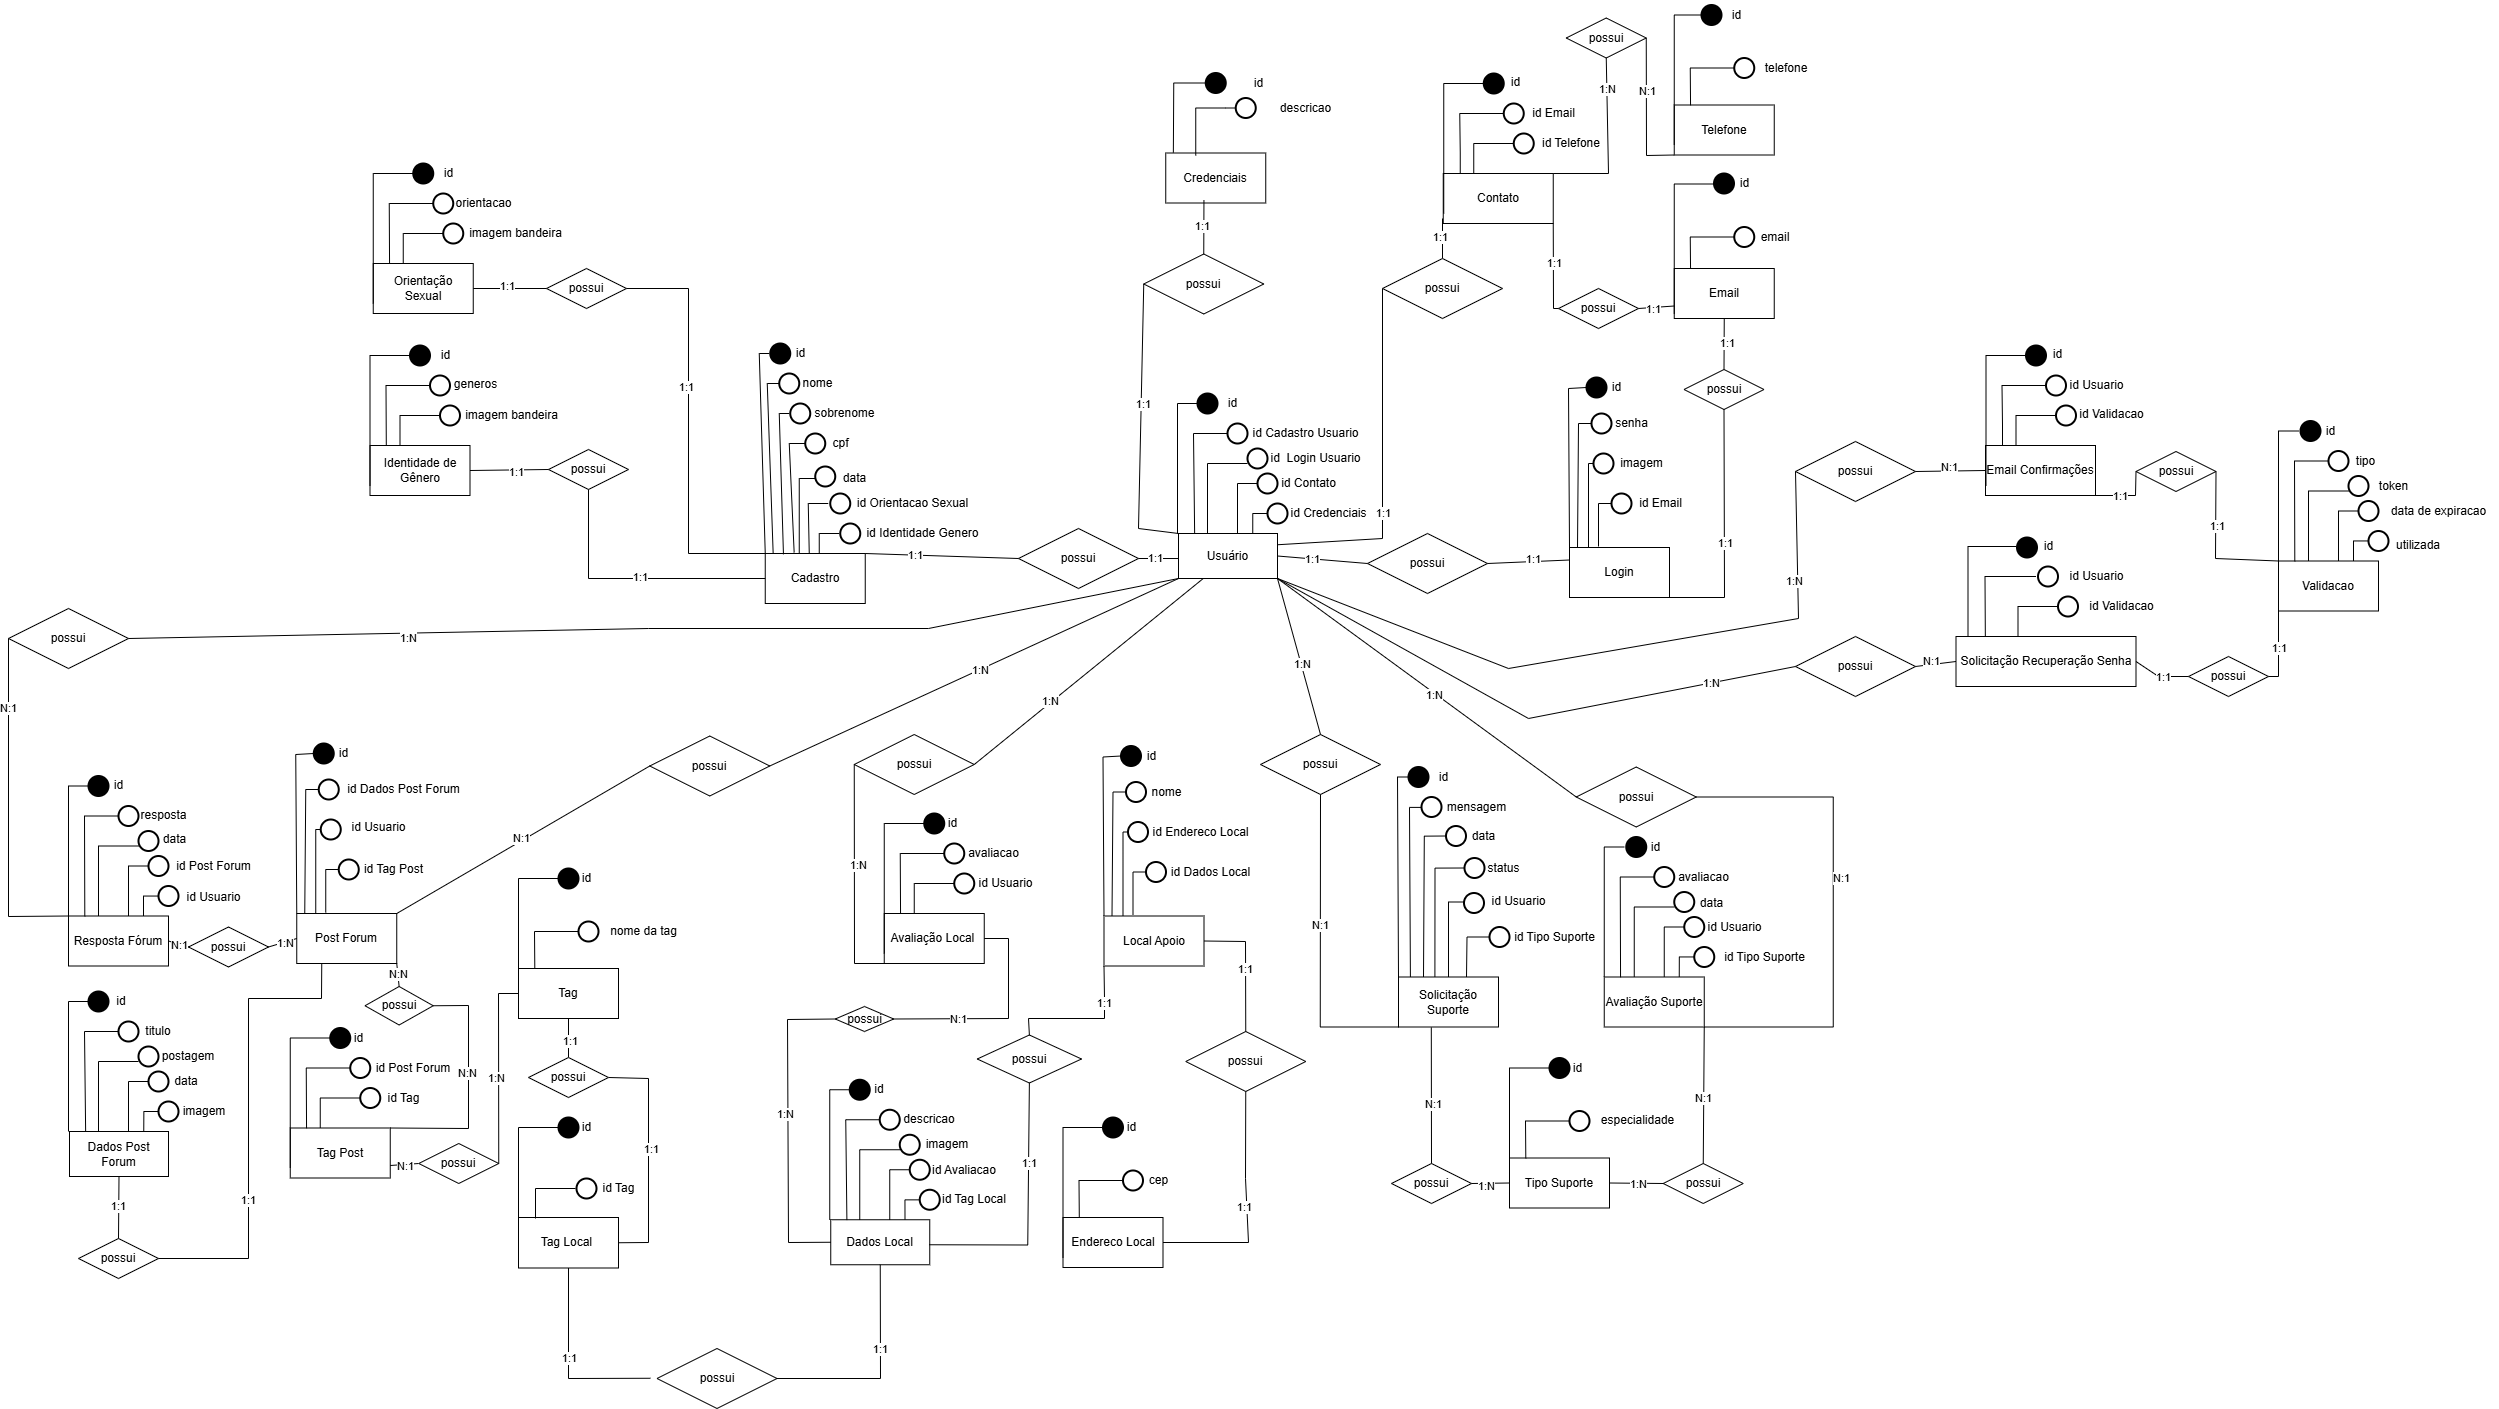 id
telefone
possui
1:N
N:1
Telefone
id
descricao
Credenciais
1:1
possui
1:1
id
id Email
id Telefone
Contato
1:1
possui
1:1
1:1
possui
1:1
id
email
Email
1:1
possui
1:1
id
orientacao
imagem bandeira
Orientação
Sexual
1:1
possui
1:1
id
generos
imagem bandeira
Identidade de
Gênero
1:1
possui
1:1
id
nome
sobrenome
cpf
data
id Orientacao Sexual
id Identidade Genero
Cadastro
1:1
possui
1:1
id
id Cadastro Usuario
id  Login Usuario
id Contato
id Credenciais
Usuário
1:1
possui
1:1
id
senha
imagem
id Email
Login
id
id Usuario
id Validacao
Email Confirmações
possui
N:1
1:N
1:1
possui
1:1
id
tipo
token
data de expiracao
utilizada
Validacao
1:1
id
id Usuario
id Validacao
Solicitação Recuperação Senha
possui
N:1
1:N
1:1
possui
possui
1:N
N:1
1:N
possui
N:1
1:N
possui
1:N
1:N
possui
N:1
1:N
possui
N:1
id
resposta
data
id Post Forum
id Usuario
Resposta Fórum
N:1
possui
1:N
id
id Dados Post Forum
id Usuario
id Tag Post
Post Forum
N:N
possui
N:N
id
titulo
postagem
data
imagem
Dados Post
Forum
1:1
possui
1:1
id
id Post Forum
id Tag
Tag Post
N:1
possui
1:N
id
nome da tag
Tag
1:1
possui
1:1
id
id Tag
Tag Local
1:1
possui
1:1
id
avaliacao
id Usuario
Avaliação Local
N:1
possui
1:N
id
descricao
imagem
id Avaliacao
id Tag Local
Dados Local
id
nome
id Endereco Local
id Dados Local
Local Apoio
1:1
possui
1:1
1:1
possui
1:1
id
cep
Endereco Local
id
mensagem
data
status
id Usuario
id Tipo Suporte
Solicitação
Suporte
N:1
possui
1:N
id
avaliacao
data
id Usuario
id Tipo Suporte
Avaliação Suporte
N:1
possui
1:N
id
especialidade
Tipo Suporte